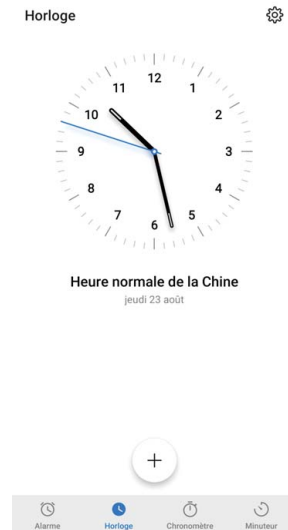 Horloge
12
11
1
10
2
9
3
8
4
7
5
6
Heure normale de la Chine
jeudi 23 août
+
Alarme
Horloge
Chronomètre
Minuteur